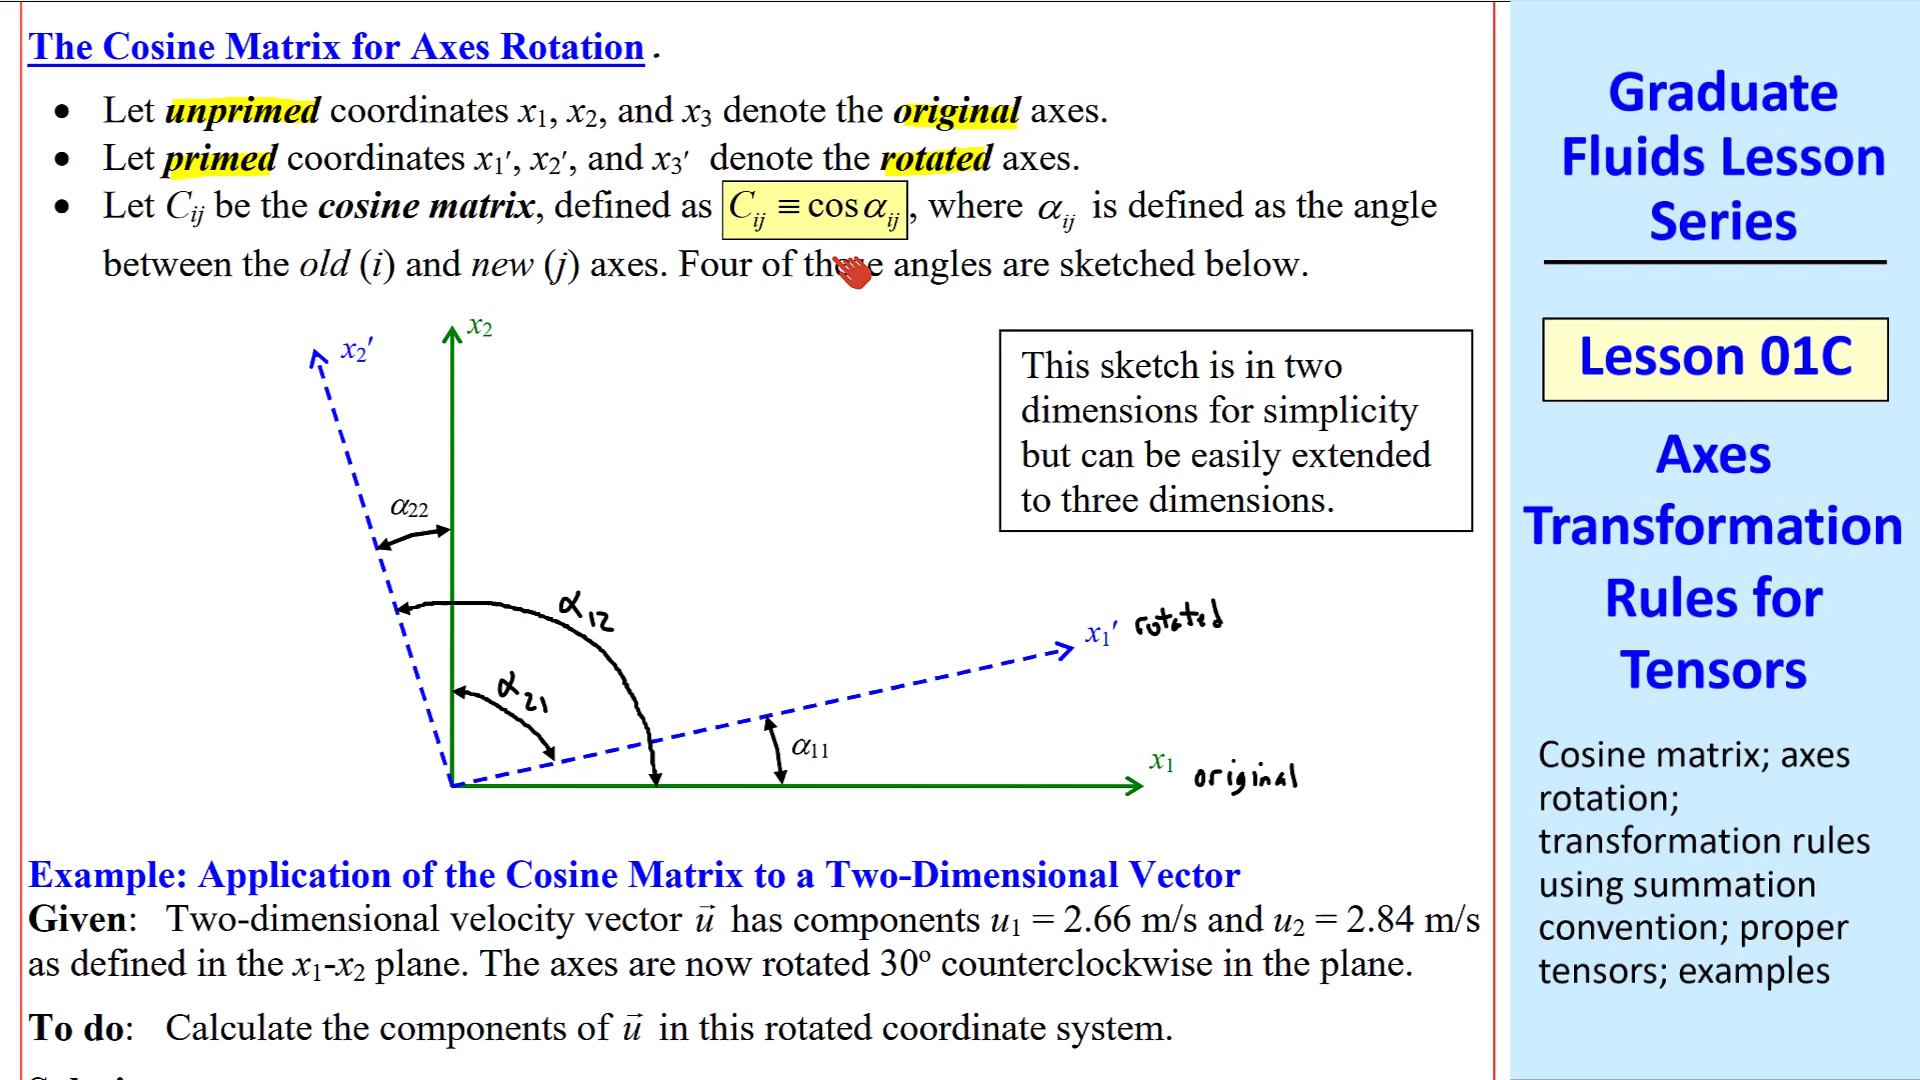 The Cosine Matrix for Axes Rotation .
• Let unprimed coordinates x1, x2, and x3 denote the original axes.
• Let primed coordinates x1′, x2′, and x3′ denote the rotated axes.
• Let Cij be the cosine matrix, defined as Cij ≡ cos αij , where αij is defined as the angle
between the old (i) and new (j) axes. Four of these angles are sketched below.
x2
x2′
This sketch is in two
dimensions for simplicity
but can be easily extended
to three dimensions.
α22
α12
x1′ rotated
α21
α11
x1 original
Example: Application of the Cosine Matrix to a Two-Dimensional Vector
Given: Two-dimensional velocity vector u⃗ has components u1 = 2.66 m/s and u2 = 2.84 m/s
as defined in the x1-x2 plane. The axes are now rotated 30º counterclockwise in the plane.
To do: Calculate the components of u⃗ in this rotated coordinate system.
Graduate
Fluids Lesson
Series
Lesson 01C
Axes
Transformation
Rules for
Tensors
Cosine matrix; axes
rotation;
transformation rules
using summation
convention; proper
tensors; examples